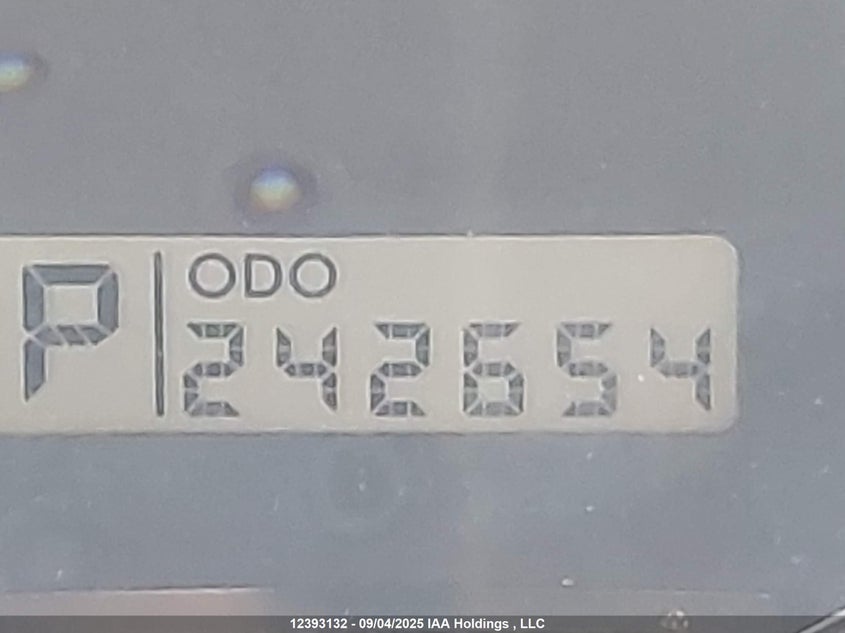 P
ODO
242654
12393132 - 09/04/2025 IAA Holdings , LLC